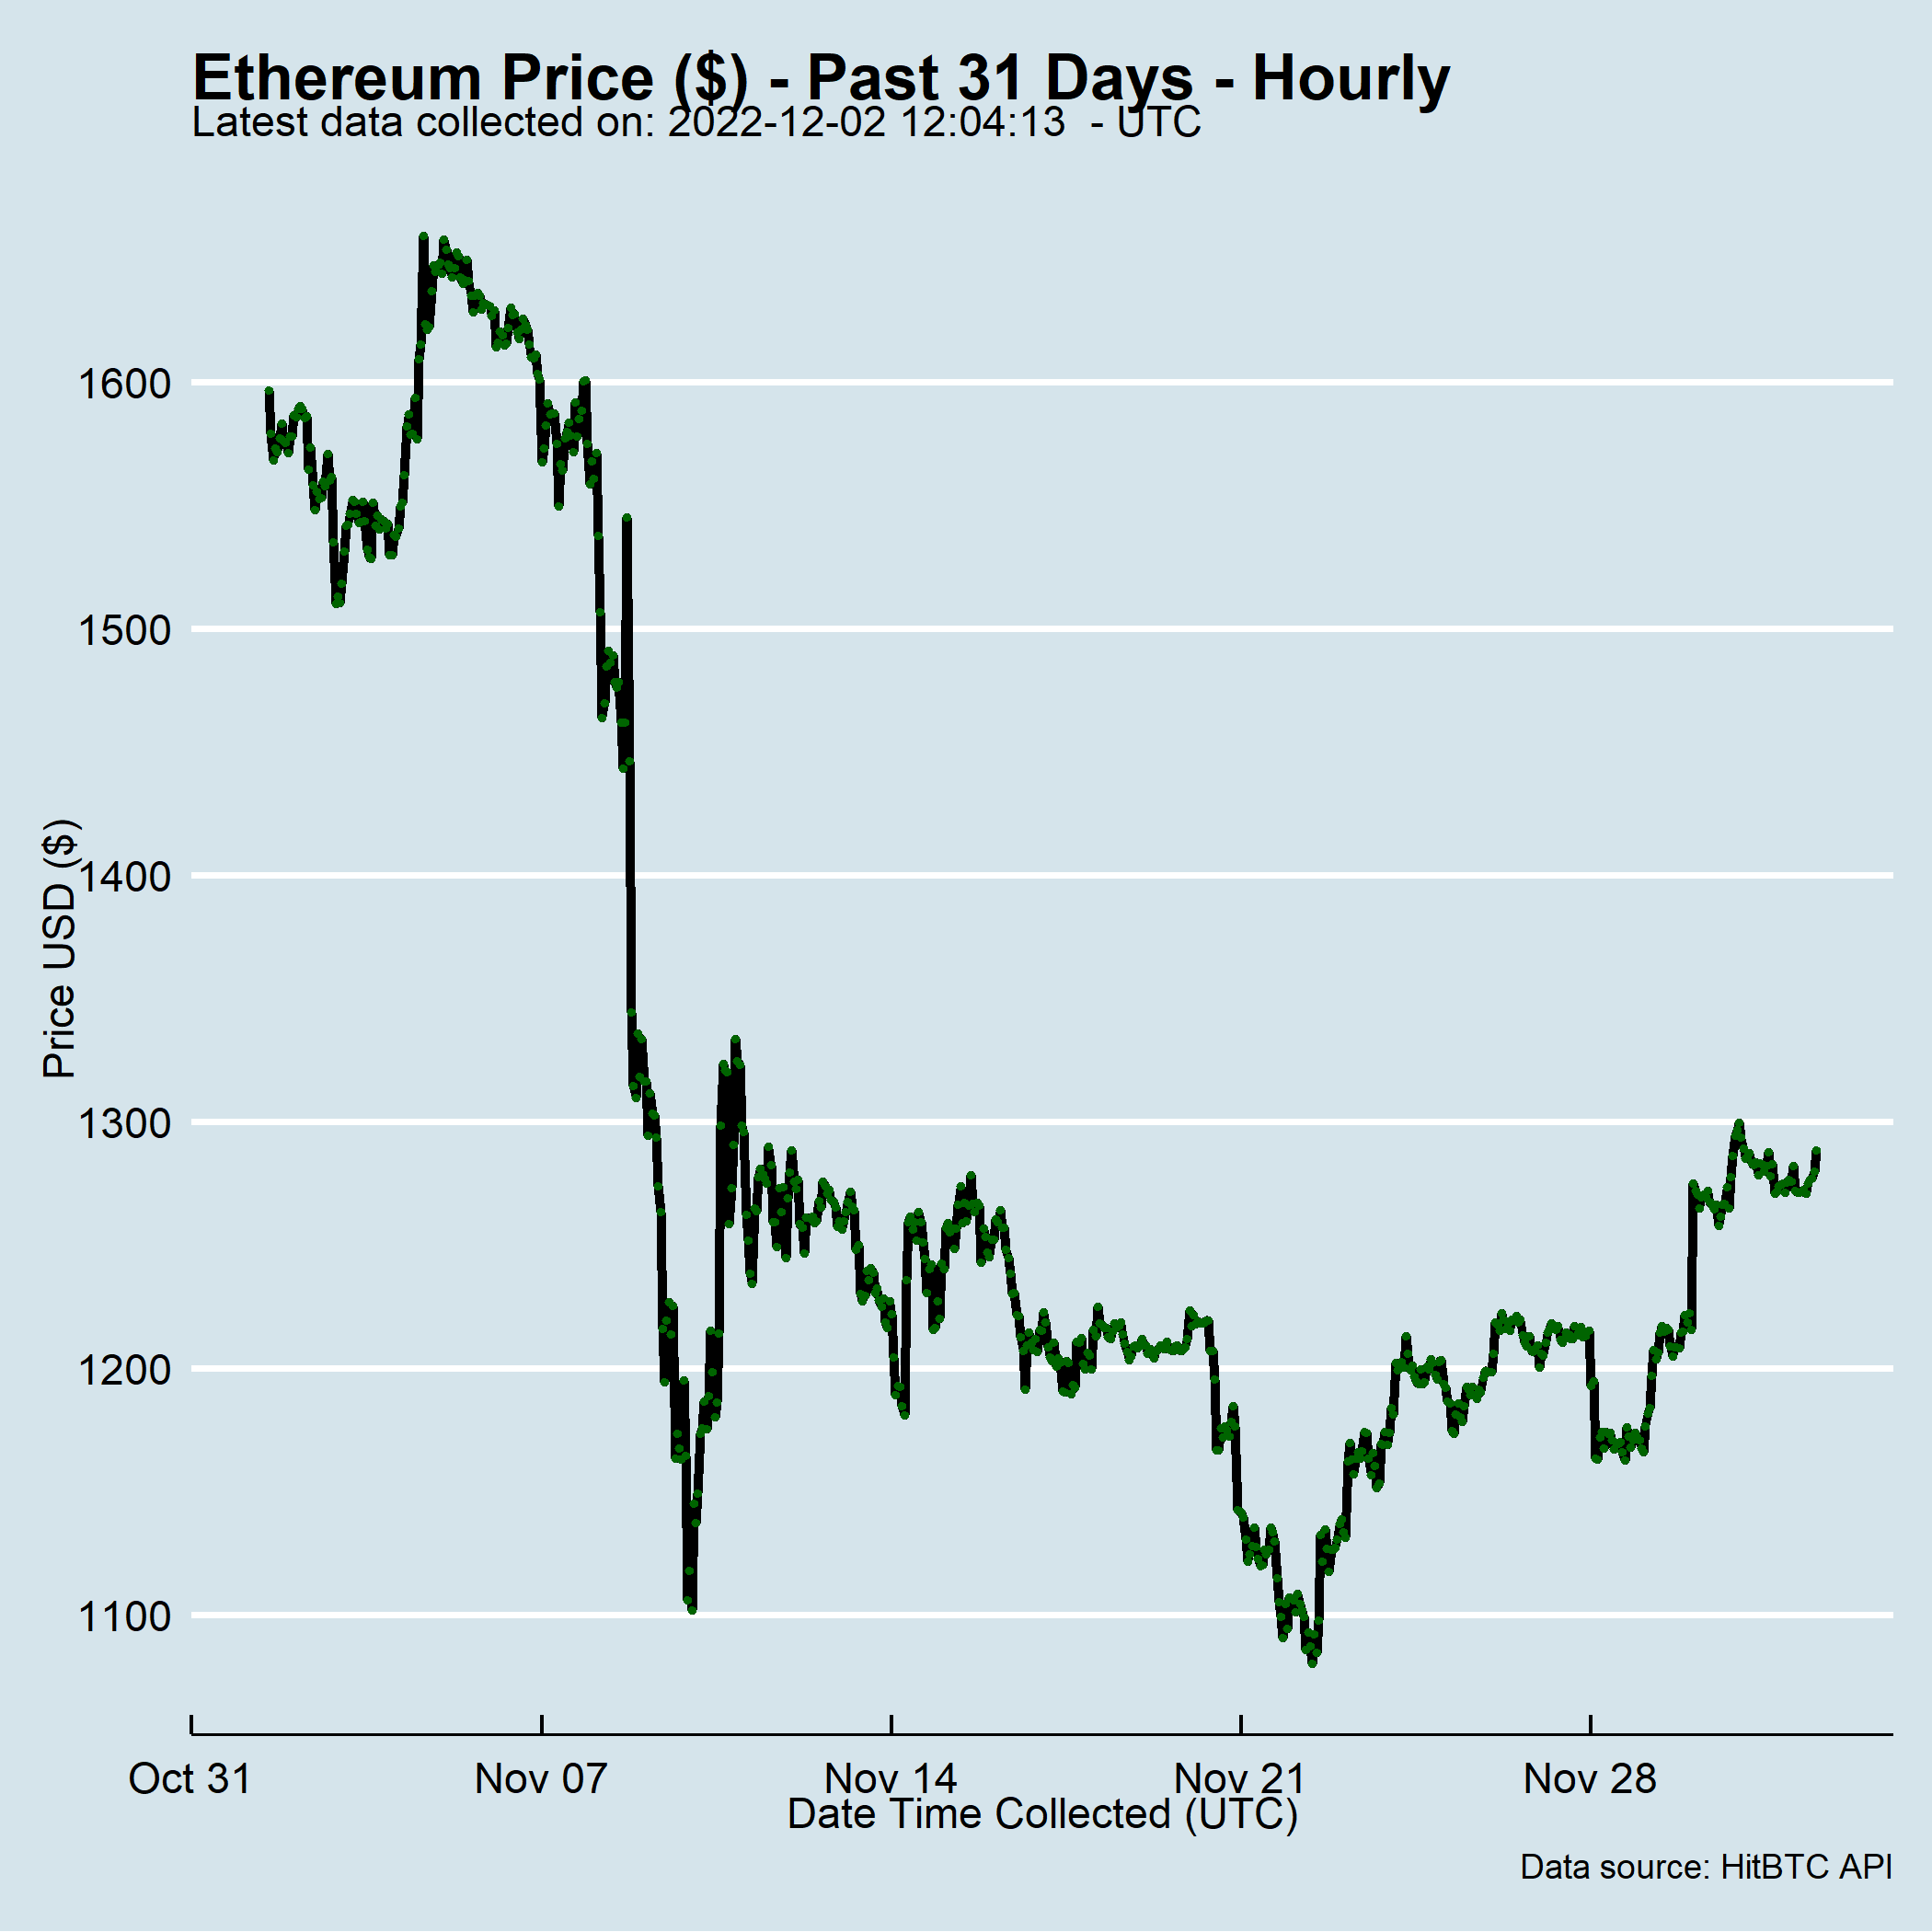 Ethereum Price ($) - Past 31 Days - Hourly
Latest data collected on: 2022-12-02 12:04:13  - UTC
Price USD ($)
1600
1500
1400
1300
1200
1100
Oct 31
Nov 07
Nov 14
Nov 21
Nov 28
Date Time Collected (UTC)
Data source: HitBTC API